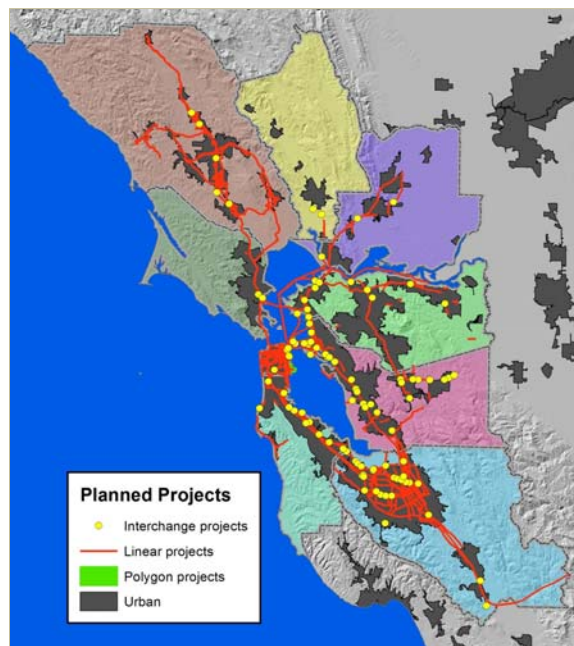 Planned Projects
Interchange projects
Linear projects
Polygon projects
Urban